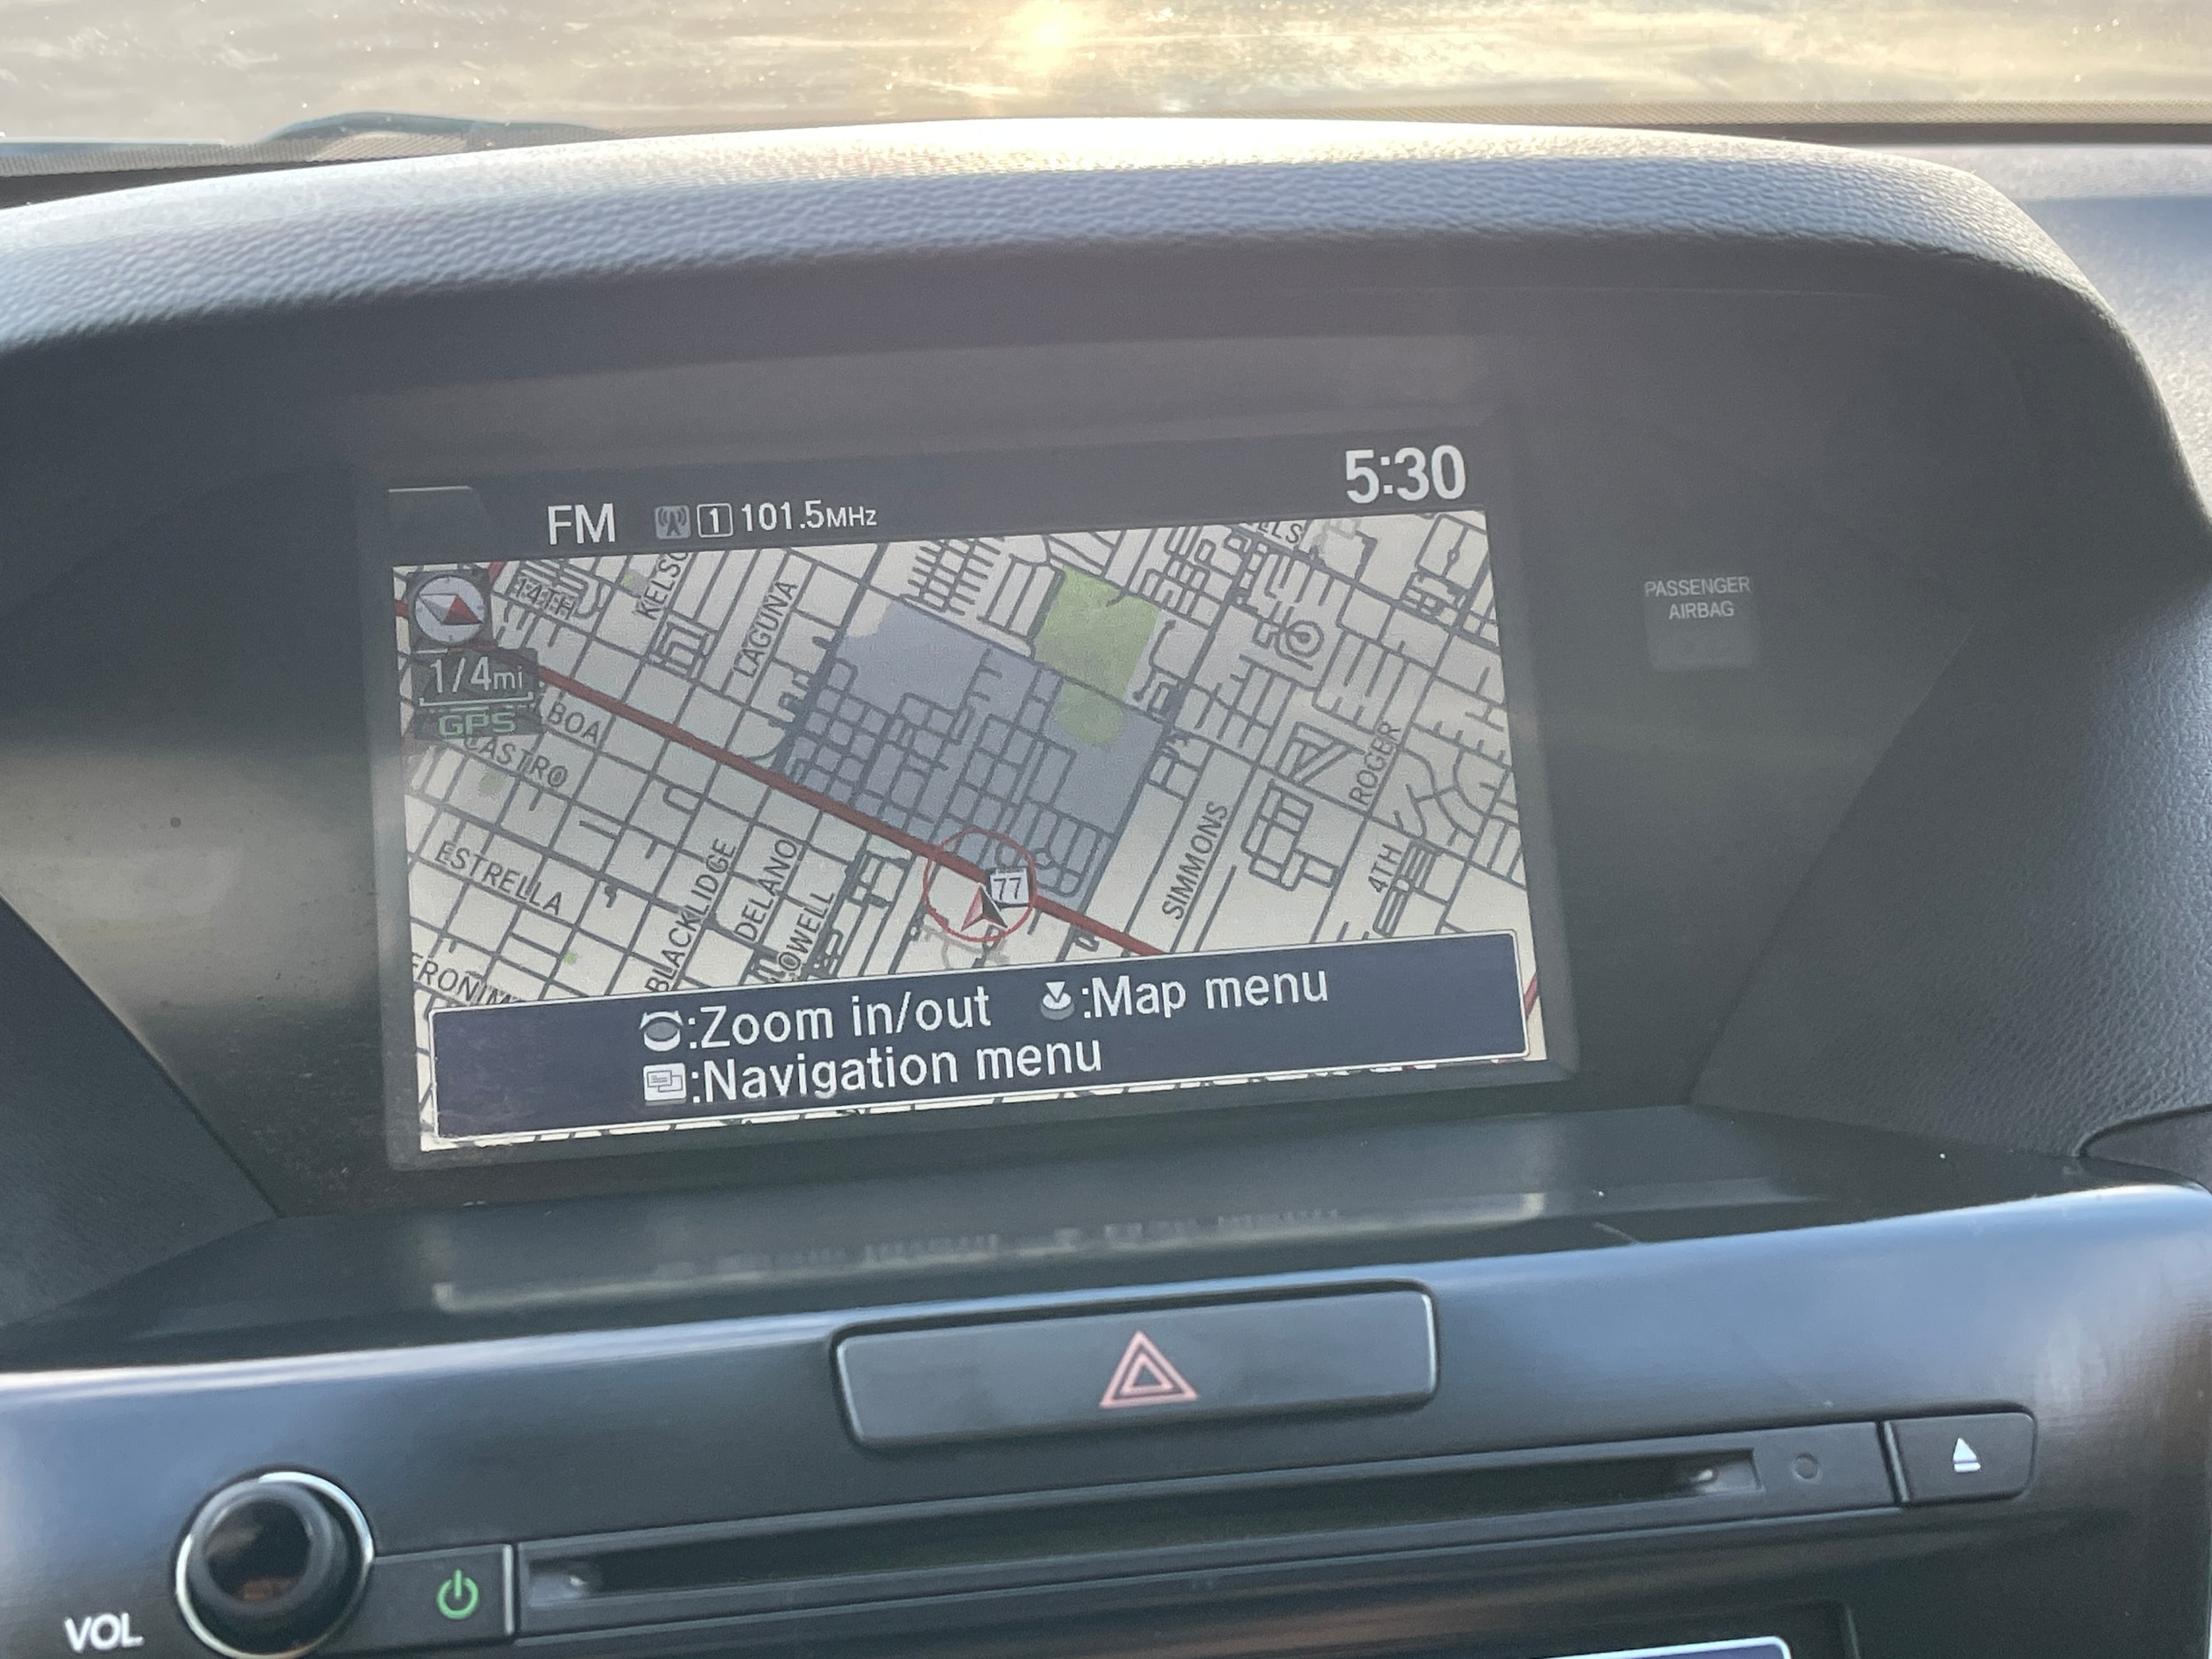 5:30
FM 1 101.5MHz
PASSENGER
AIRBAG
14TH
LAGUNA
1/4mi
GPS
BOA
CASTRO
ROGER
ESTRELLA
BLACKLIDGE
DELANO
LOWELL
77
SIMMONS
4TH
:Zoom in/out :Map menu
:Navigation menu
VOL